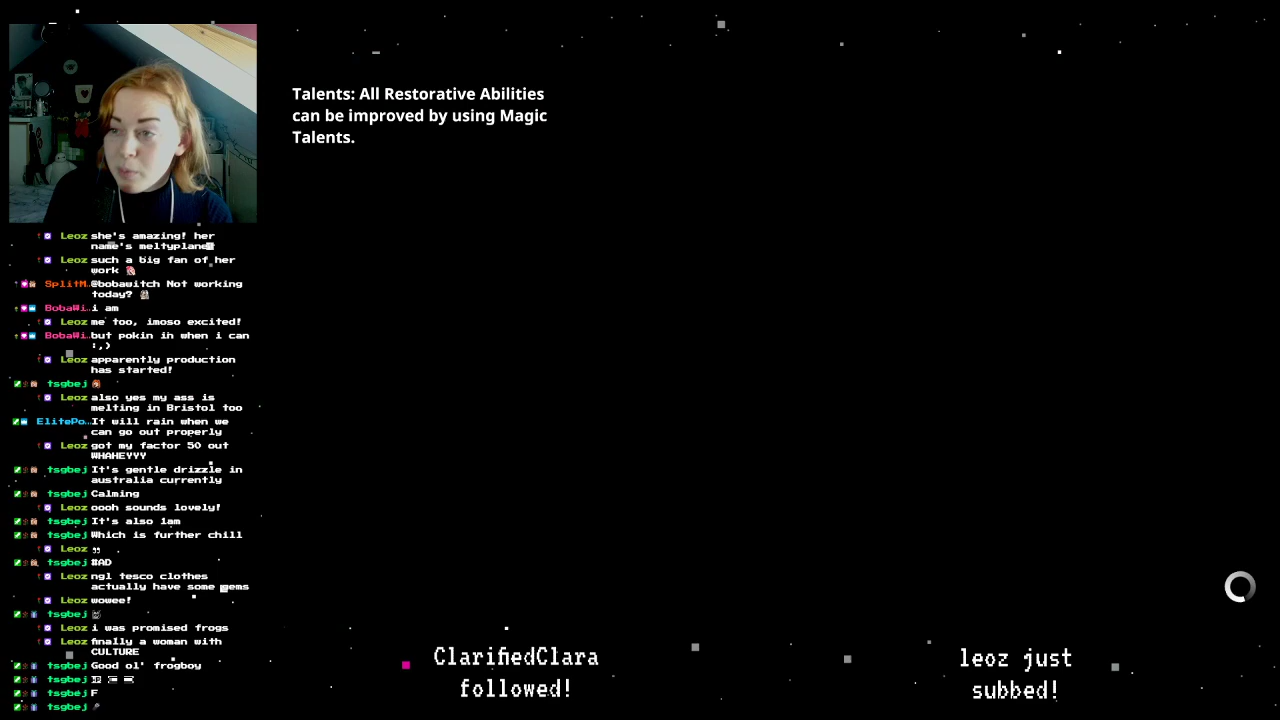 Talents: All Restorative Abilities
can be improved by using Magic
Talents.
Leoz she's amazing! her
name's meltyplanet
Leoz such a big fan of her
work
SplitM.. @bobawitch Not working
today?
BobaWi.. i am
Leoz me too, imoso excited!
BobaWi.. but pokin in when i can
:,)
Leoz apparently production
has started!
tsgbej
Leoz also yes my ass is
melting in Bristol too
ElitePo.. It will rain when we
can go out properly
Leoz got my factor 50 out
WHAHEYYY
tsgbej It's gentle drizzle in
australia currently
tsgbej Calming
Leoz oooh sounds lovely!
tsgbej It's also 1am
tsgbej Which is further chill
Leoz
tsgbej #AD
Leoz ngl tesco clothes
actually have some gems
Leoz wowee!
tsgbej
Leoz i was promised frogs
Leoz finally a woman with
CULTURE
tsgbej Good ol' frogboy
tsgbej
tsgbej F
tsgbej
ClarifiedClara
followed!
leoz just
subbed!